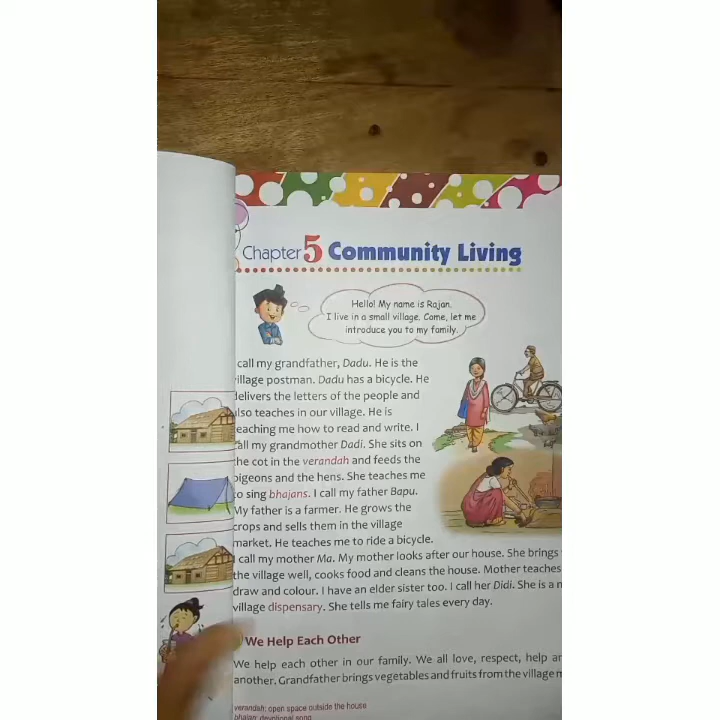 Chapter 5 Community Living
Hello! My name is Rajan.
I live in a small village. Come, let me
introduce you to my family.
call my grandfather, Dadu. He is the
village postman. Dadu has a bicycle. He
delivers the letters of the people and
also teaches in our village. He is
teaching me how to read and write. I
call my grandmother Dadi. She sits on
the cot in the verandah and feeds the
pigeons and the hens. She teaches me
to sing bhajans. I call my father Bapu.
My father is a farmer. He grows the
crops and sells them in the village
market. He teaches me to ride a bicycle.
call my mother Ma. My mother looks after our house. She brings
the village well, cooks food and cleans the house. Mother teaches
draw and colour. I have an elder sister too. I call her Didi. She is a
village dispensary. She tells me fairy tales every day.
We Help Each Other
We help each other in our family. We all love, respect, help
another. Grandfather brings vegetables and fruits from the village
verandah: open space outside the house
bhajan: devotional song